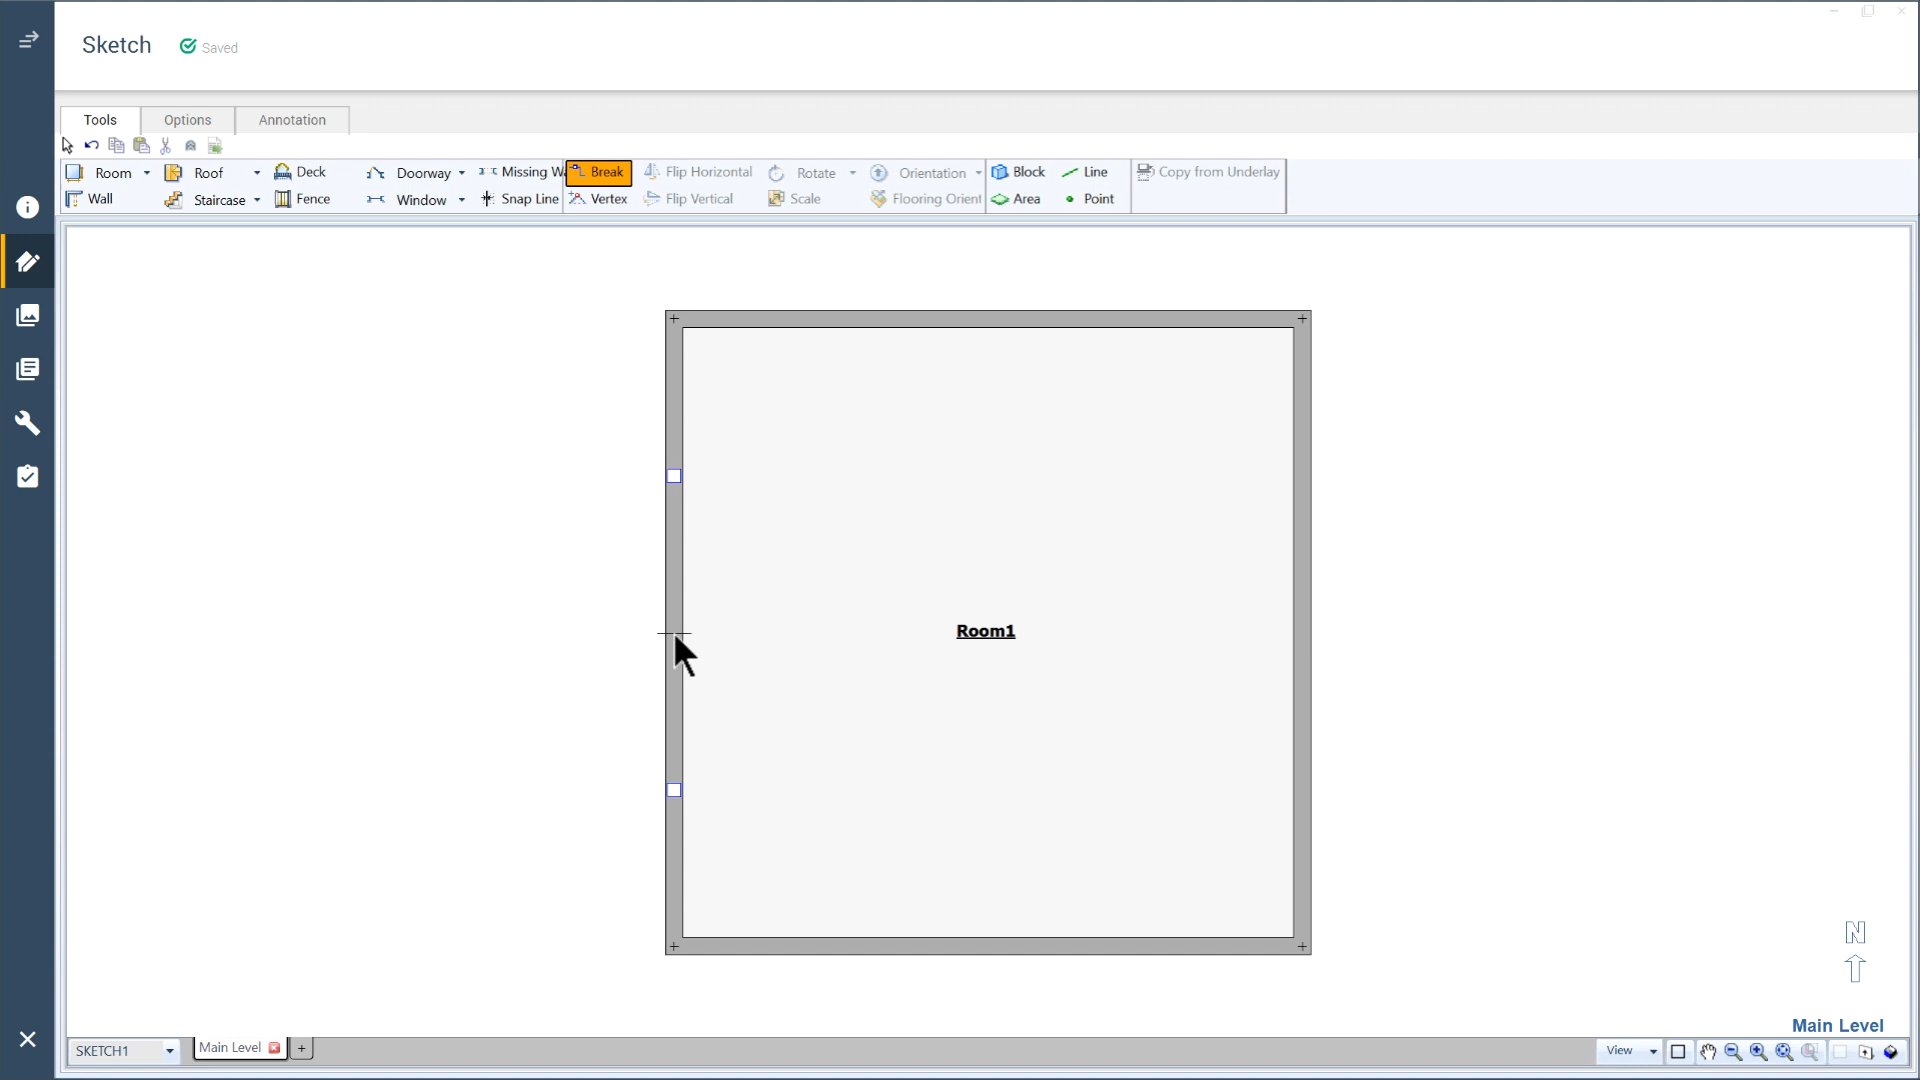 Sketch Saved
Tools Options Annotation
Room Roof Deck Doorway Missing Wa Break Flip Horizontal Rotate Orientation Block Line Copy from Underlay
Wall Staircase Fence Window Snap Line Vertex Flip Vertical Scale Flooring Orient Area Point
Room1
N
Main Level
SKETCH1 Main Level + View